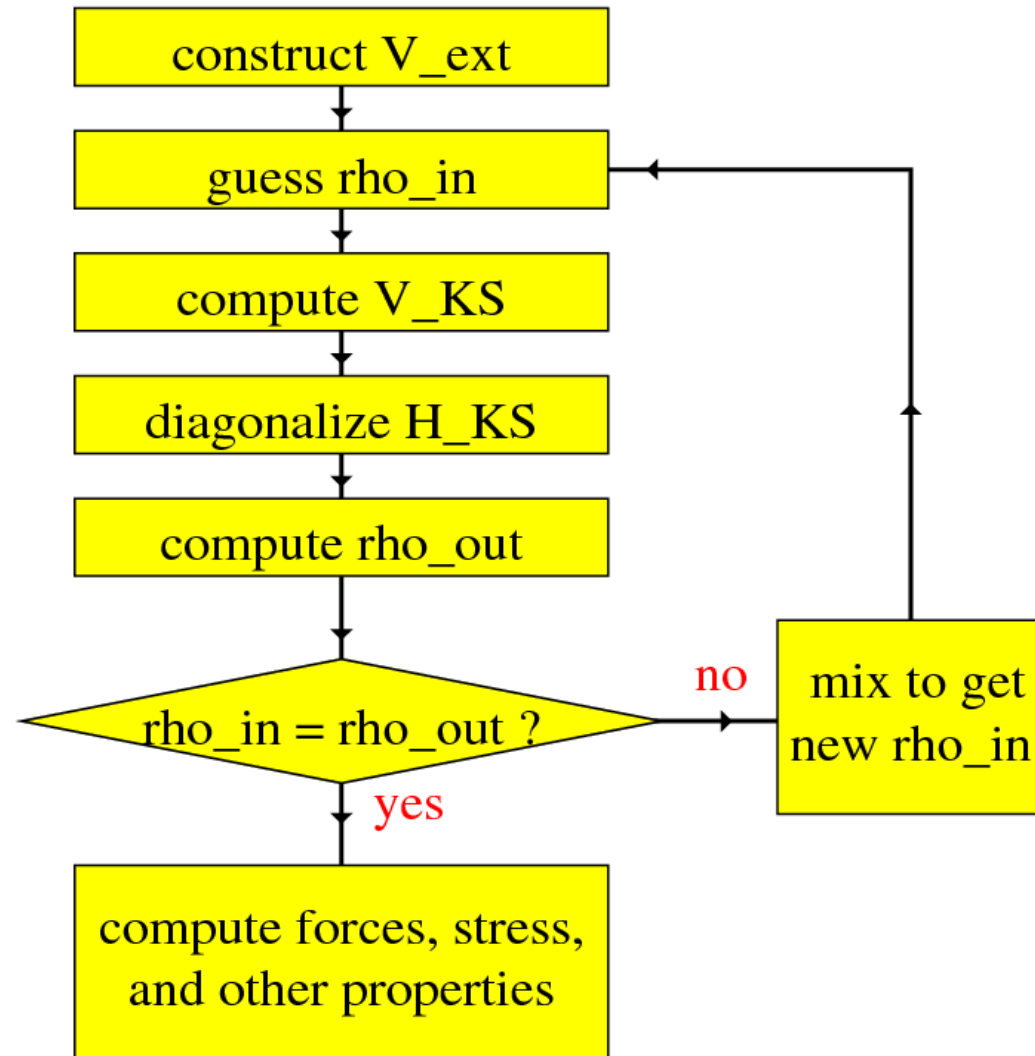 construct V_ext
guess rho_in
compute V_KS
diagonalize H_KS
compute rho_out
rho_in = rho_out ?
no
mix to get
new rho_in
yes
compute forces, stress,
and other properties